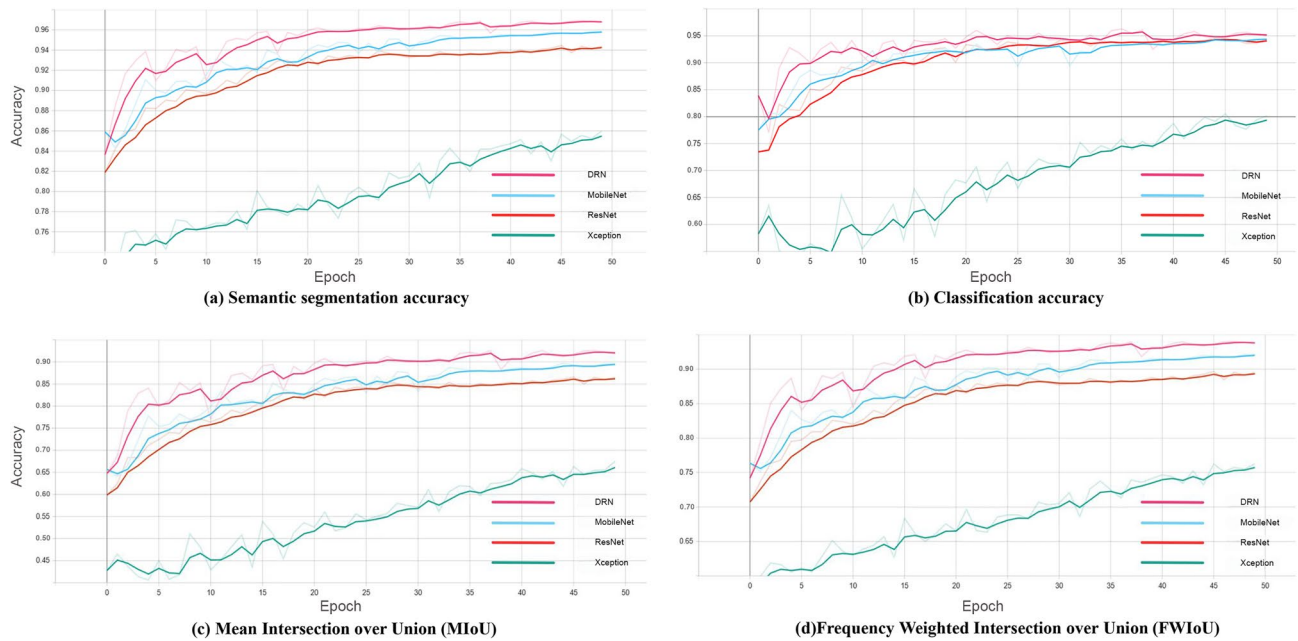 0.96
0.94
0.92
0.90
0.88
0.86
0.84
0.82
0.80
0.78
0.76
Accuracy
DRN
MobileNet
ResNet
Xception
0 5 10 15 20 25 30 35 40 45 50
Epoch
(a) Semantic segmentation accuracy
0.95
0.90
0.85
0.80
0.75
0.70
0.65
0.60
DRN
MobileNet
ResNet
Xception
0 5 10 15 20 25 30 35 40 45 50
Epoch
(b) Classification accuracy
0.90
0.85
0.80
0.75
0.70
0.65
0.60
0.55
0.50
0.45
Accuracy
DRN
MobileNet
ResNet
Xception
0 5 10 15 20 25 30 35 40 45 50
Epoch
(c) Mean Intersection over Union (MIoU)
0.90
0.85
0.80
0.75
0.70
0.65
DRN
MobileNet
ResNet
Xception
0 5 10 15 20 25 30 35 40 45 50
Epoch
(d)Frequency Weighted Intersection over Union (FWIoU)